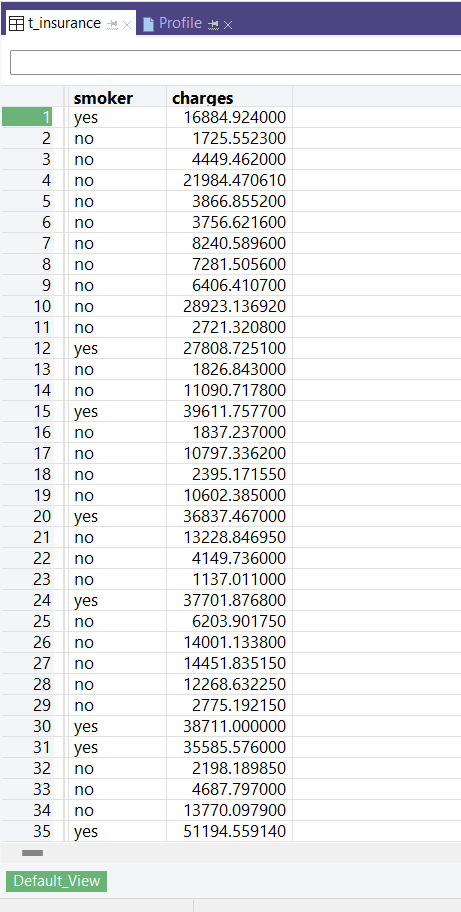 t_insurance Profile
smoker charges
1 yes 16884.924000
2 no 1725.552300
3 no 4449.462000
4 no 21984.470610
5 no 3866.855200
6 no 3756.621600
7 no 8240.589600
8 no 7281.505600
9 no 6406.410700
10 no 28923.136920
11 no 2721.320800
12 yes 27808.725100
13 no 1826.843000
14 no 11090.717800
15 yes 39611.757700
16 no 1837.237000
17 no 10797.336200
18 no 2395.171550
19 no 10602.385000
20 yes 36837.467000
21 no 13228.846950
22 no 4149.736000
23 no 1137.011000
24 yes 37701.876800
25 no 6203.901750
26 no 14001.133800
27 no 14451.835150
28 no 12268.632250
29 no 2775.192150
30 yes 38711.000000
31 yes 35585.576000
32 no 2198.189850
33 no 4687.797000
34 no 13770.097900
35 yes 51194.559140
Default_View